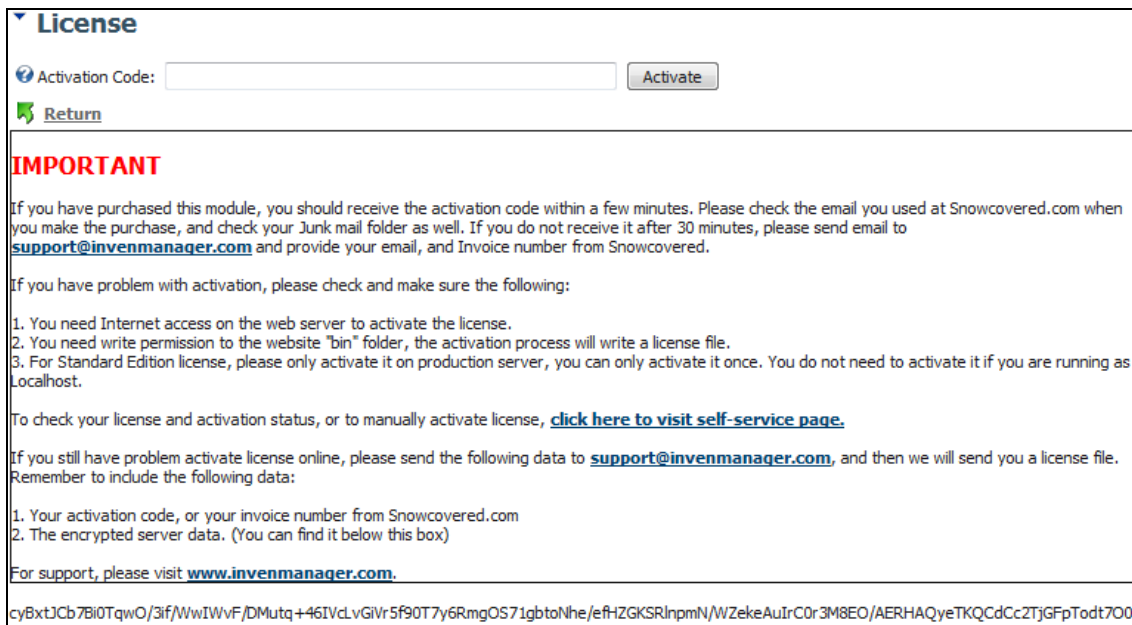 License
Activation Code:
Activate
Return
IMPORTANT
If you have purchased this module, you should receive the activation code within a few minutes. Please check the email you used at Snowcovered.com when
you make the purchase, and check your Junk mail folder as well. If you do not receive it after 30 minutes, please send email to
support@invenmanager.com and provide your email, and Invoice number from Snowcovered.
If you have problem with activation, please check and make sure the following:
1. You need Internet access on the web server to activate the license.
2. You need write permission to the website "bin" folder, the activation process will write a license file.
3. For Standard Edition license, please only activate it on production server, you can only activate it once. You do not need to activate it if you are running as
Localhost.
To check your license and activation status, or to manually activate license, click here to visit self-service page.
If you still have problem activate license online, please send the following data to support@invenmanager.com, and then we will send you a license file.
Remember to include the following data:
1. Your activation code, or your invoice number from Snowcovered.com
2. The encrypted server data. (You can find it below this box)
For support, please visit www.invenmanager.com.
cyBxtJCb7Bi0TqwO/3if/WwIWvF/DMutq+46IVcLvGiVr5f90T7y6RmgOS71gbtoNhe/efHZGKSRlnpmN/WZekeAuIrC0r3M8EO/AERHAQyeTKQCdCc2TjGFpTodt7O0